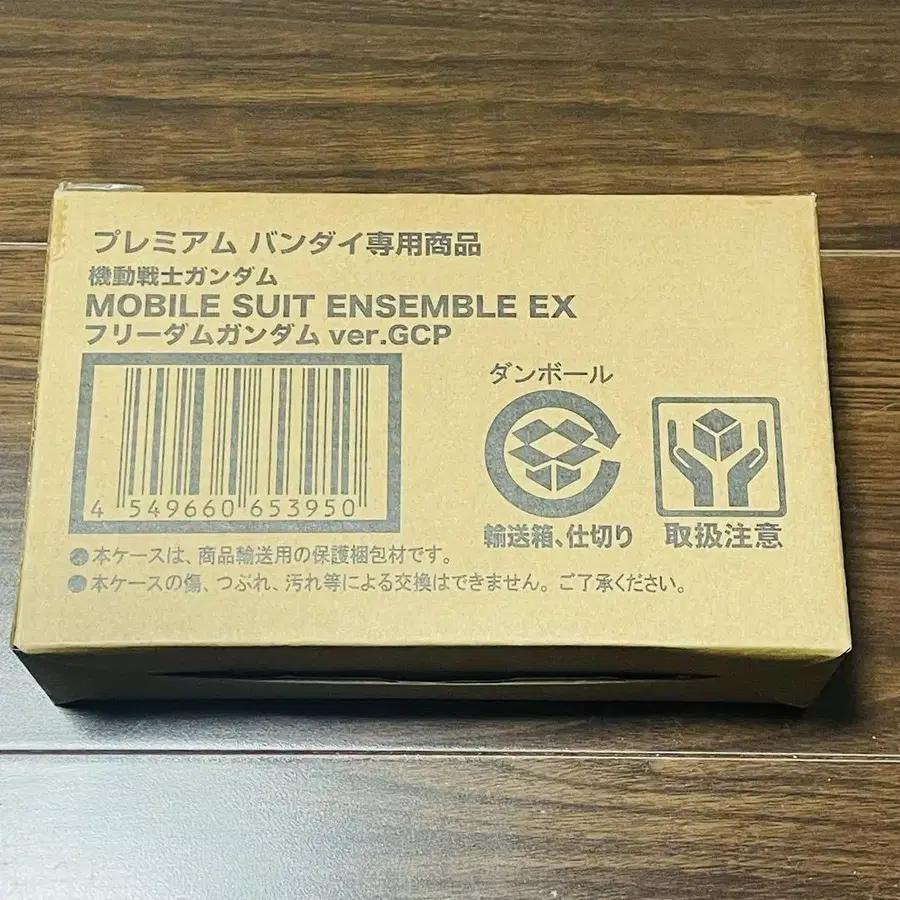 プレミアム バンダイ専用商品
機動戦士ガンダム
MOBILE SUIT ENSEMBLE EX
フリーダムガンダム ver.GCP
4 549660 653950
ダンボール
輸送箱、仕切り
取扱注意
●本ケースは、商品輸送用の保護梱包材です。
●本ケースの傷、つぶれ、汚れ等による交換はできません。ご了承ください。